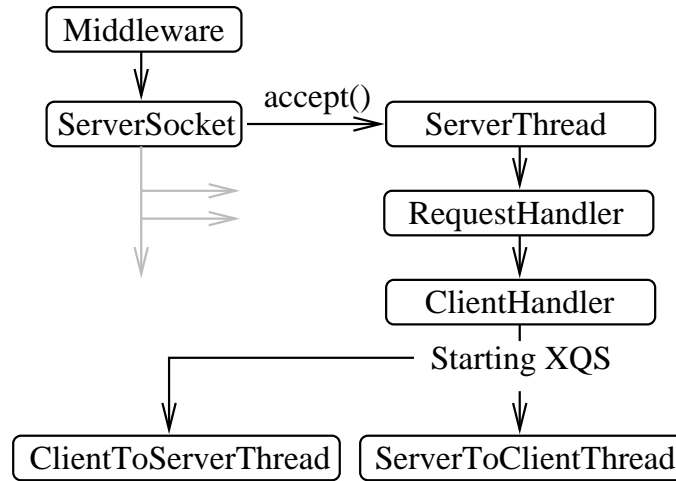 Middleware
accept()
ServerSocket
ServerThread
RequestHandler
ClientHandler
Starting XQS
ClientToServerThread
ServerToClientThread